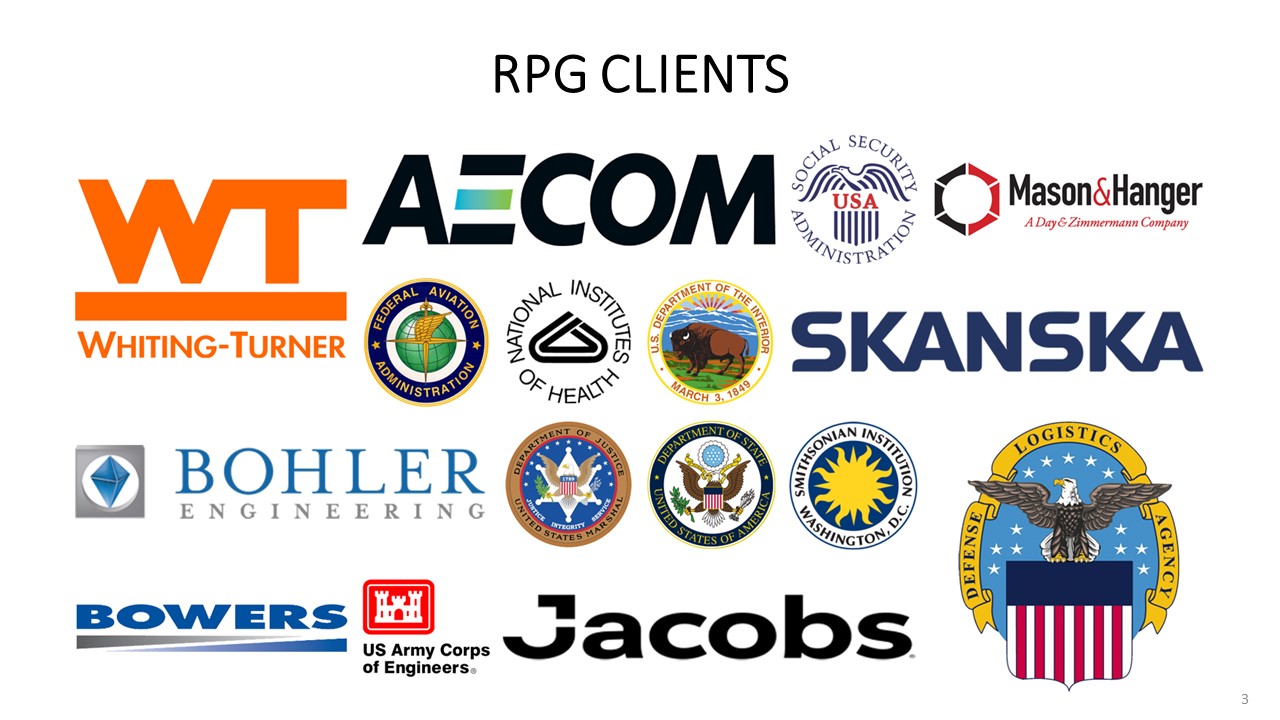 RPG CLIENTS
WT
WHITING-TURNER
AECOM
SOCIAL SECURITY
USA
ADMINISTRATION
Mason&Hanger
A Day & Zimmermann Company
FEDERAL AVIATION
ADMINISTRATION
NATIONAL INSTITUTES
OF HEALTH
U.S. DEPARTMENT OF THE INTERIOR
MARCH 3, 1849
SKANSKA
BOHLER
ENGINEERING
DEPARTMENT OF JUSTICE
1789
JUSTICE INTEGRITY SERVICE
UNITED STATES MARSHAL
DEPARTMENT OF STATE
UNITED STATES OF AMERICA
SMITHSONIAN INSTITUTION
WASHINGTON, D.C.
DEFENSE
LOGISTICS
AGENCY
BOWERS
US Army Corps
of Engineers®
Jacobs
3